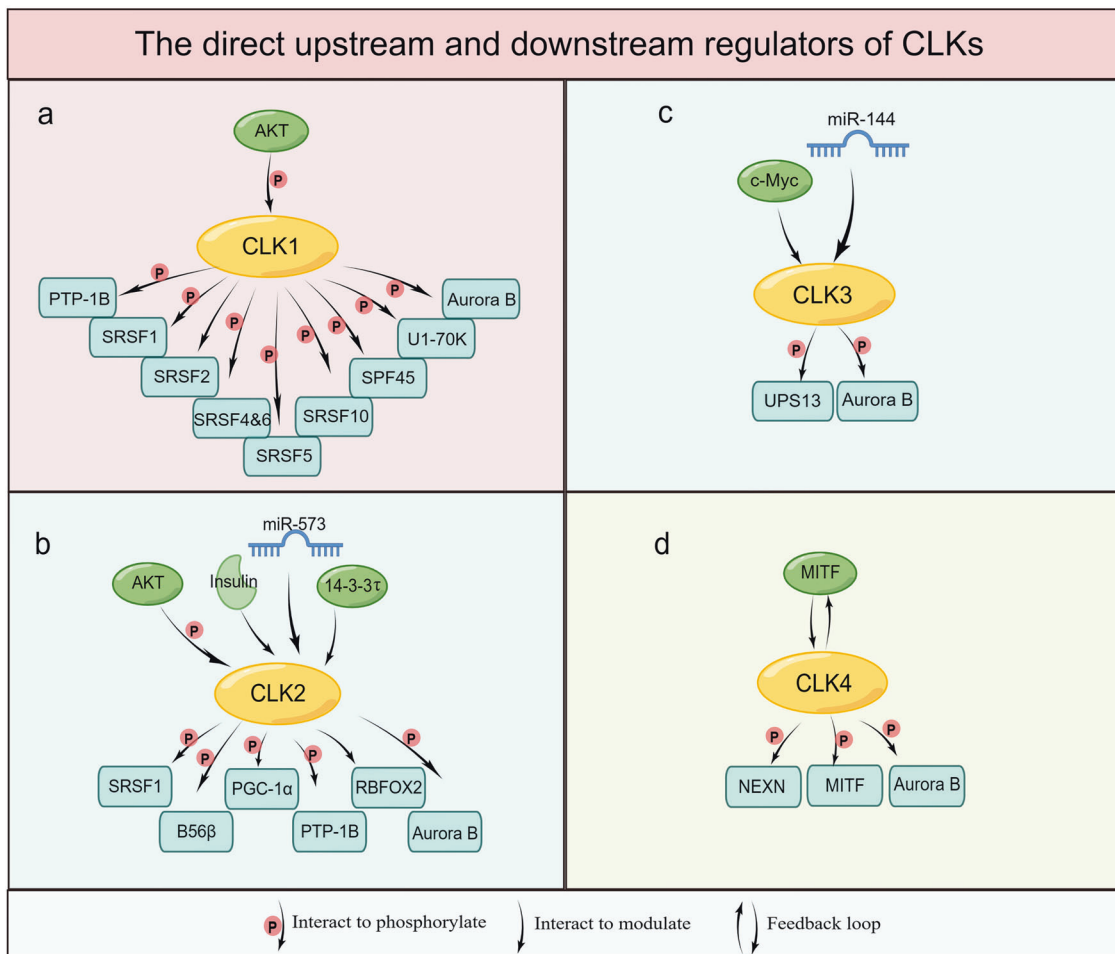 The direct upstream and downstream regulators of CLKs
a
AKT
P
CLK1
P
P
P
P
P
P
P
P
P
PTP-1B
SRSF1
SRSF2
SRSF4&6
SRSF5
SRSF10
SPF45
U1-70K
Aurora B
b
miR-573
AKT
Insulin
14-3-3τ
P
CLK2
P
P
P
P
P
SRSF1
B56β
PGC-1α
PTP-1B
RBFOX2
Aurora B
c
miR-144
c-Myc
CLK3
P
P
UPS13
Aurora B
d
MITF
CLK4
P
P
P
NEXN
MITF
Aurora B
P Interact to phosphorylate
Interact to modulate
Feedback loop